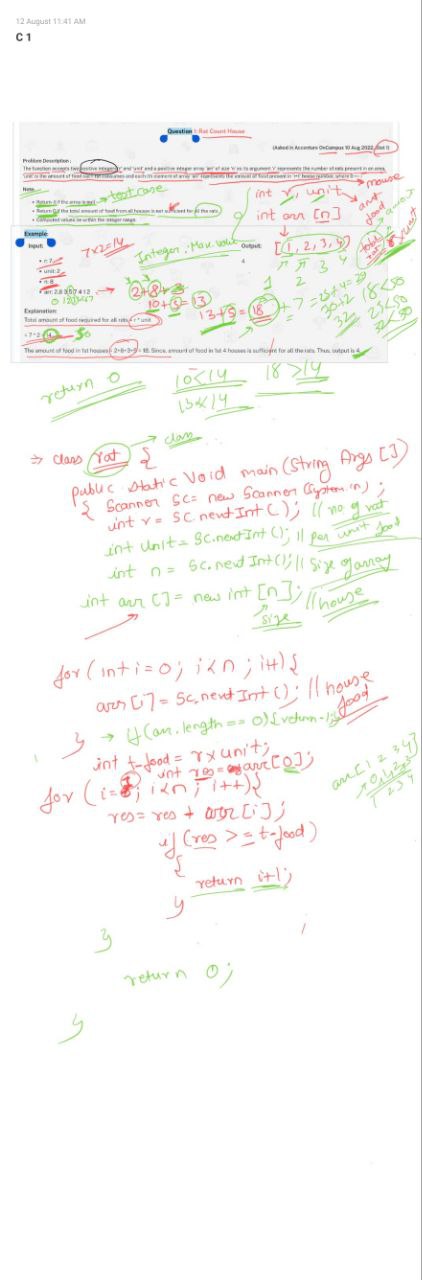 12 August 11:41 AM
C 1
Question : Rat Count House
(Asked in Accenture OnCampus 10 Aug 2022, Slot 1)
Problem Description :
The function accepts two positive integers 'r' and 'unit' and a positive integer array 'arr' of size 'n' as its argument 'r' represents the number of rats present in an area,
'unit' is the amount of food each rat consumes and each ith element of array 'arr' represents the amount of food present in 'i+1' house number, where 0 <= i
Note:
• Return -1 if the array is null → testcase
• Return 0 if the total amount of food from all houses is not sufficient for all the rats.
• Computed values lie within the integer range.
int r, unit
mouse
int arr [n]
and food
[1, 2, 3, 4]
1 2 3 4
total
Example:
Input:
7x2=14
Integer. Max. value
Output:
• r: 7
4
• unit: 2
• n: 8
• arr: 2 8 3 5 7 4 1 2
0 1 2 3 4 5 6 7
2+8+3
10+3=13
13+5=18
18<50
32
Explanation:
Total amount of food required for all rats = r * unit
= 7 * 2 = 14
50
The amount of food in 1st houses = 2+8+3+5 = 18. Since, amount of food in 1st 4 houses is sufficient for all the rats. Thus, output is 4.
return 0
10<14
18>14
13<14
⇒ class rat {
→ class
public static void main (String Args [])
{ Scanner sc= new Scanner (System.in) ;
int r = sc.nextInt(); // no of rat
int unit = sc.nextInt(); // per unit food
int n = sc.nextInt(); // size of array
int arr []= new int [n]; // house
size
for ( int i=0; i<n ; i++) {
arr [i] = sc.nextInt(); // house food
}
→ if (arr.length == 0) {return -1;
int t-food = r x unit;
int res = arr[0];
arr[1 2 3 4]
0 1 2 3
1 2 3 4
for ( i=1; i<n ; i++){
res= res + arr[i];
if (res >= t-food)
{
return i+1;
}
}
return 0;
}